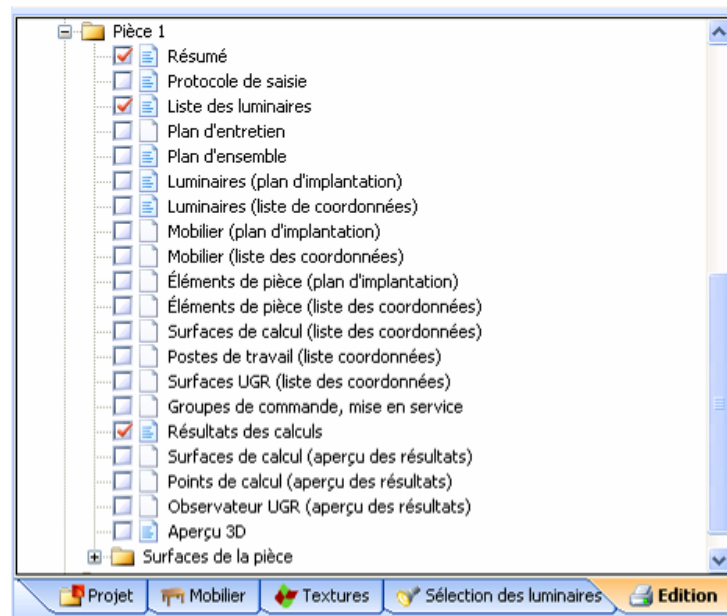 Pièce 1
Résumé
Protocole de saisie
Liste des luminaires
Plan d'entretien
Plan d'ensemble
Luminaires (plan d'implantation)
Luminaires (liste de coordonnées)
Mobilier (plan d'implantation)
Mobilier (liste des coordonnées)
Éléments de pièce (plan d'implantation)
Éléments de pièce (liste des coordonnées)
Surfaces de calcul (liste des coordonnées)
Postes de travail (liste coordonnées)
Surfaces UGR (liste des coordonnées)
Groupes de commande, mise en service
Résultats des calculs
Surfaces de calcul (aperçu des résultats)
Points de calcul (aperçu des résultats)
Observateur UGR (aperçu des résultats)
Aperçu 3D
Surfaces de la pièce
Projet Mobilier Textures Sélection des luminaires Edition